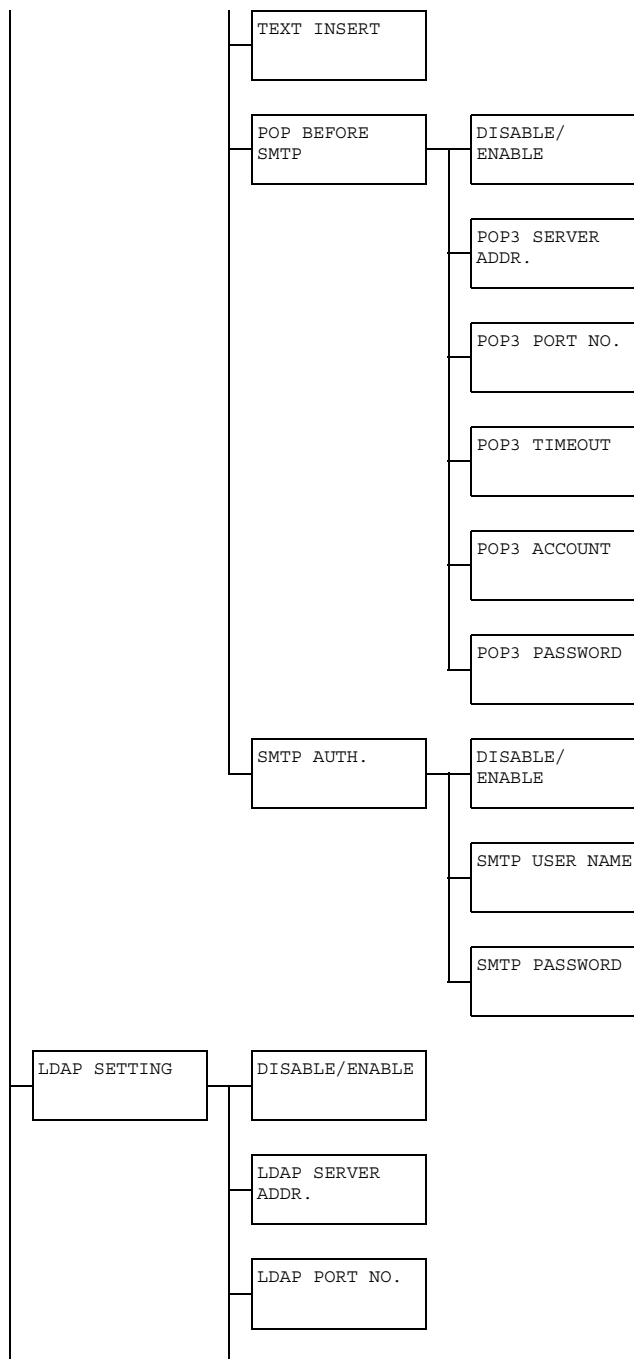 TEXT INSERT
POP BEFORE
SMTP
DISABLE/
ENABLE
POP3 SERVER
ADDR.
POP3 PORT NO.
POP3 TIMEOUT
POP3 ACCOUNT
POP3 PASSWORD
SMTP AUTH.
DISABLE/
ENABLE
SMTP USER NAME
SMTP PASSWORD
LDAP SETTING
DISABLE/ENABLE
LDAP SERVER
ADDR.
LDAP PORT NO.